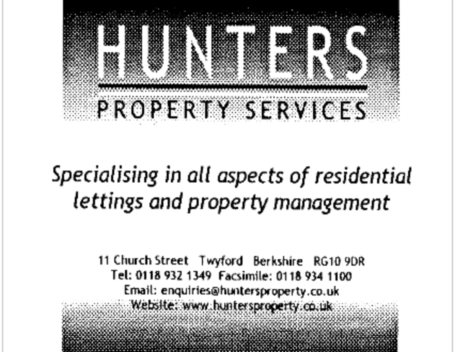 HUNTERS
PROPERTY SERVICES
Specialising in all aspects of residential
lettings and property management
11 Church Street Twyford Berkshire RG10 9DR
Tel: 0118 932 1349 Facsimile: 0118 934 1100
Email: enquiries@huntersproperty.co.uk
Website: www.huntersproperty.co.uk